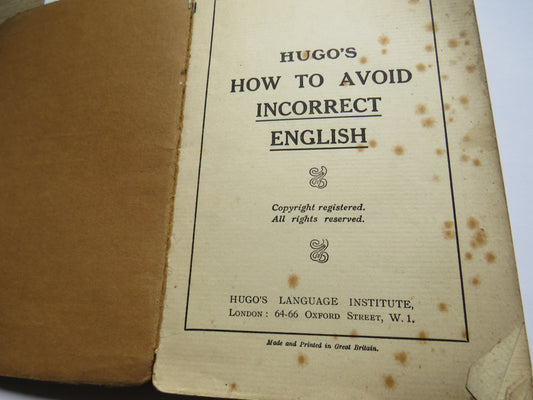 HUGO'S
HOW TO AVOID
INCORRECT
ENGLISH
Copyright registered.
All rights reserved.
HUGO'S LANGUAGE INSTITUTE,
LONDON: 64-66 OXFORD STREET, W. 1.
Made and Printed in Great Britain.